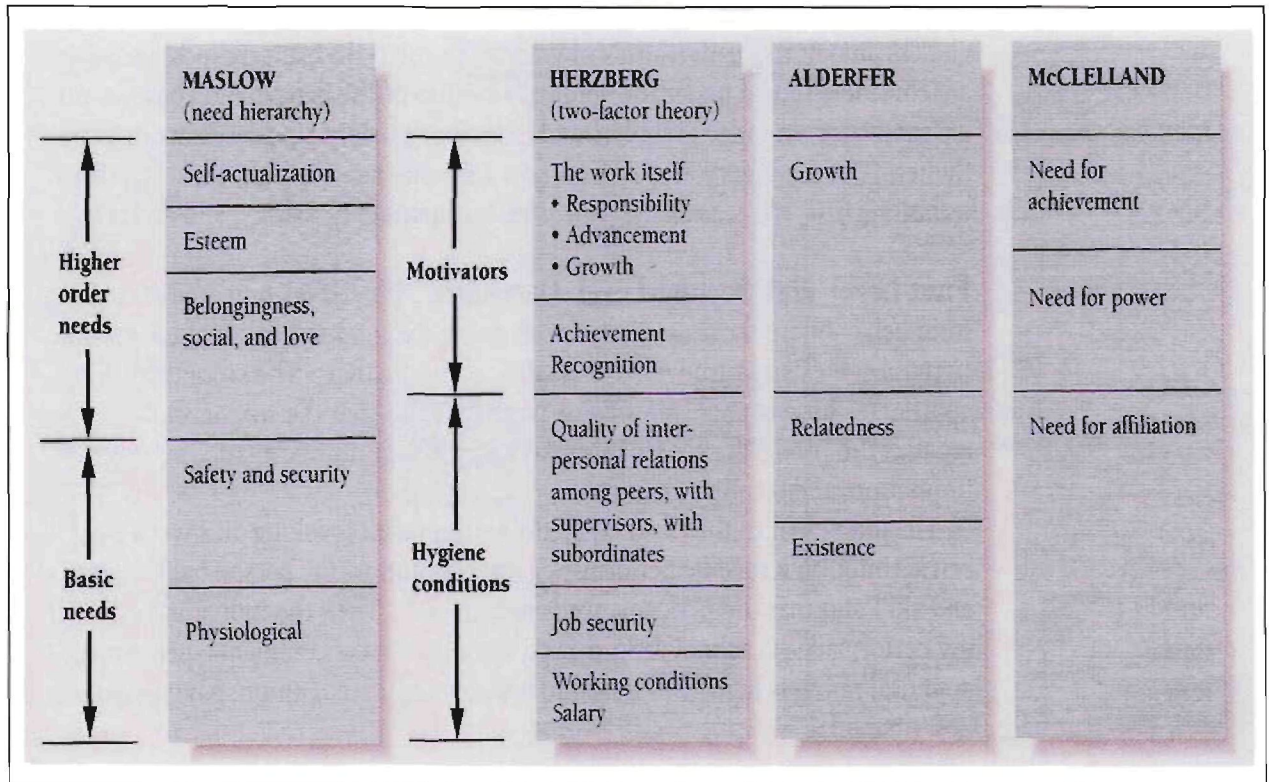 MASLOW
(need hierarchy)
HERZBERG
(two-factor theory)
ALDERFER
McCLELLAND
Higher
order
needs
Basic
needs
Self-actualization
Esteem
Belongingness,
social, and love
Safety and security
Physiological
Motivators
Hygiene
conditions
The work itself
• Responsibility
• Advancement
• Growth
Achievement
Recognition
Quality of inter-
personal relations
among peers, with
supervisors, with
subordinates
Job security
Working conditions
Salary
Growth
Relatedness
Existence
Need for
achievement
Need for power
Need for affiliation